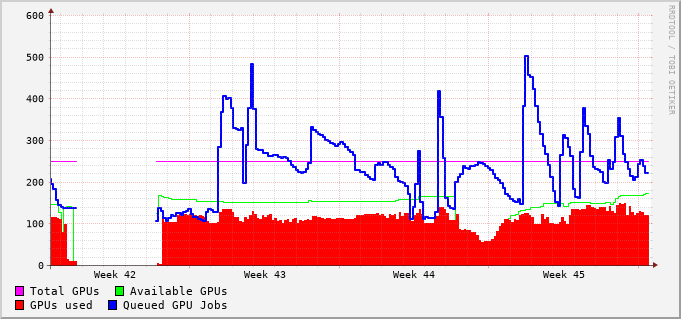 600
500
400
300
200
100
0
Week 42 Week 43 Week 44 Week 45
Total GPUs Available GPUs
GPUs used Queued GPU Jobs
RRDTOOL / TOBI OETIKER